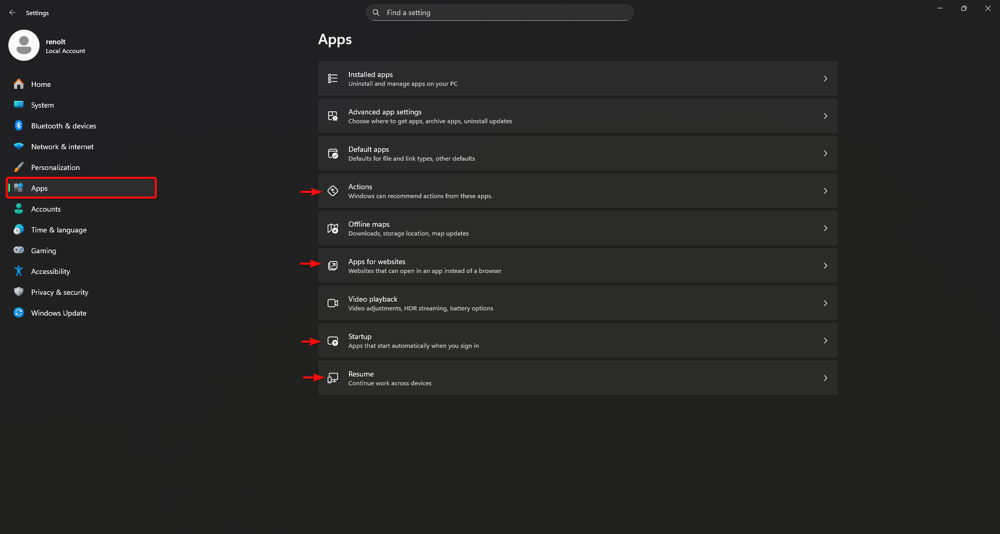 Settings
Find a setting
renolt
Local Account
Home
System
Bluetooth & devices
Network & internet
Personalization
Apps
Accounts
Time & language
Gaming
Accessibility
Privacy & security
Windows Update
Apps
Installed apps
Uninstall and manage apps on your PC
Advanced app settings
Choose where to get apps, archive apps, uninstall updates
Default apps
Defaults for file and link types, other defaults
Actions
Windows can recommend actions from these apps.
Offline maps
Downloads, storage location, map updates
Apps for websites
Websites that can open in an app instead of a browser
Video playback
Video adjustments, HDR streaming, battery options
Startup
Apps that start automatically when you sign in
Resume
Continue work across devices